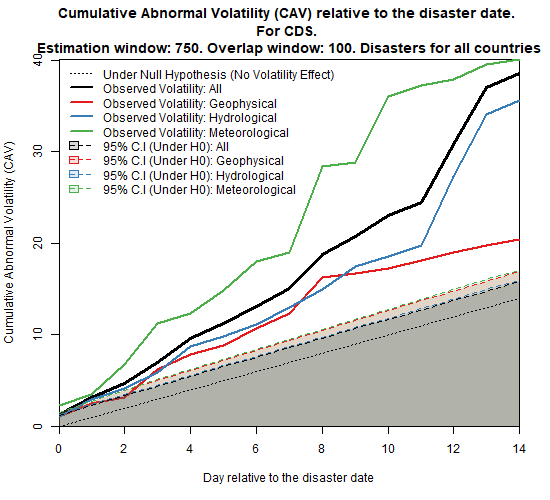 Cumulative Abnormal Volatility (CAV) relative to the disaster date.
For CDS.
Estimation window: 750. Overlap window: 100. Disasters for all countries
Under Null Hypothesis (No Volatility Effect)
Observed Volatility: All
Observed Volatility: Geophysical
Observed Volatility: Hydrological
Observed Volatility: Meteorological
95% C.I (Under H0): All
95% C.I (Under H0): Geophysical
95% C.I (Under H0): Hydrological
95% C.I (Under H0): Meteorological
Cumulative Abnormal Volatility (CAV)
40
30
20
10
0
0 2 4 6 8 10 12 14
Day relative to the disaster date